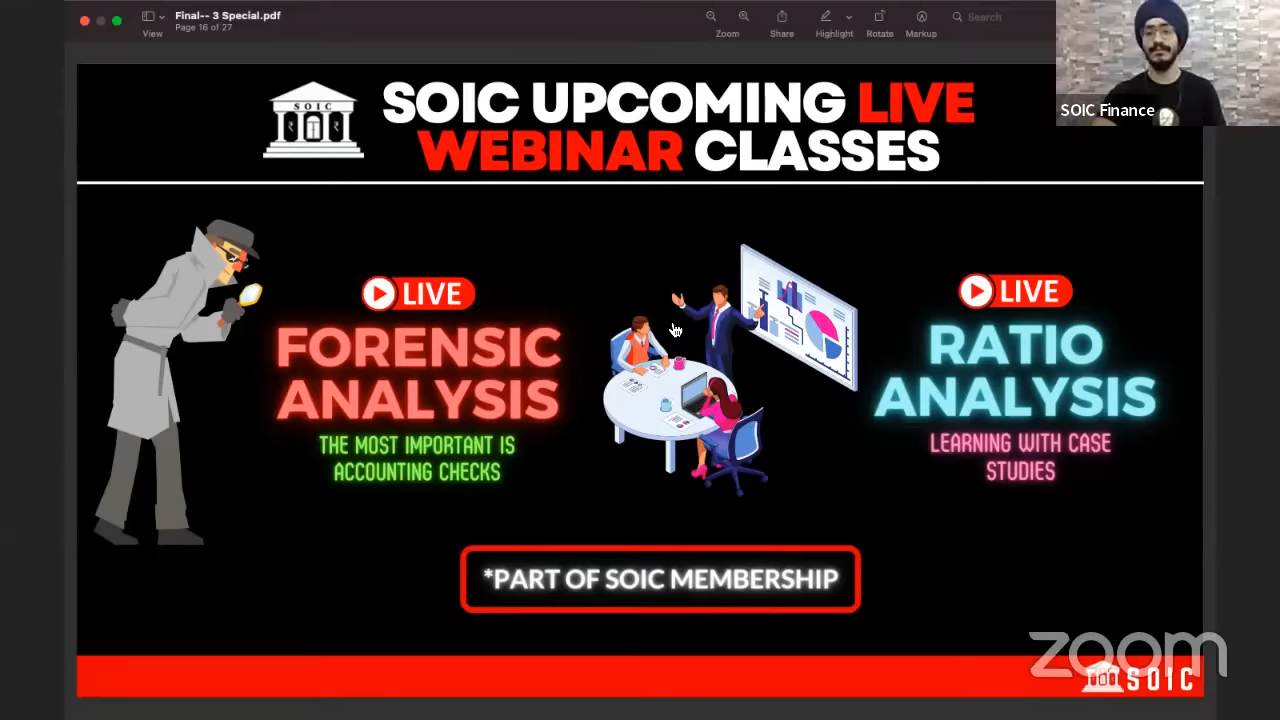 Final-- 3 Special.pdf
Page 16 of 27
View
Zoom
Share
Highlight
Rotate
Markup
Search
SOIC Finance
SOIC
SOIC UPCOMING LIVE
WEBINAR CLASSES
LIVE
FORENSIC
ANALYSIS
THE MOST IMPORTANT IS
ACCOUNTING CHECKS
LIVE
RATIO
ANALYSIS
LEARNING WITH CASE
STUDIES
*PART OF SOIC MEMBERSHIP
zoom
SOIC